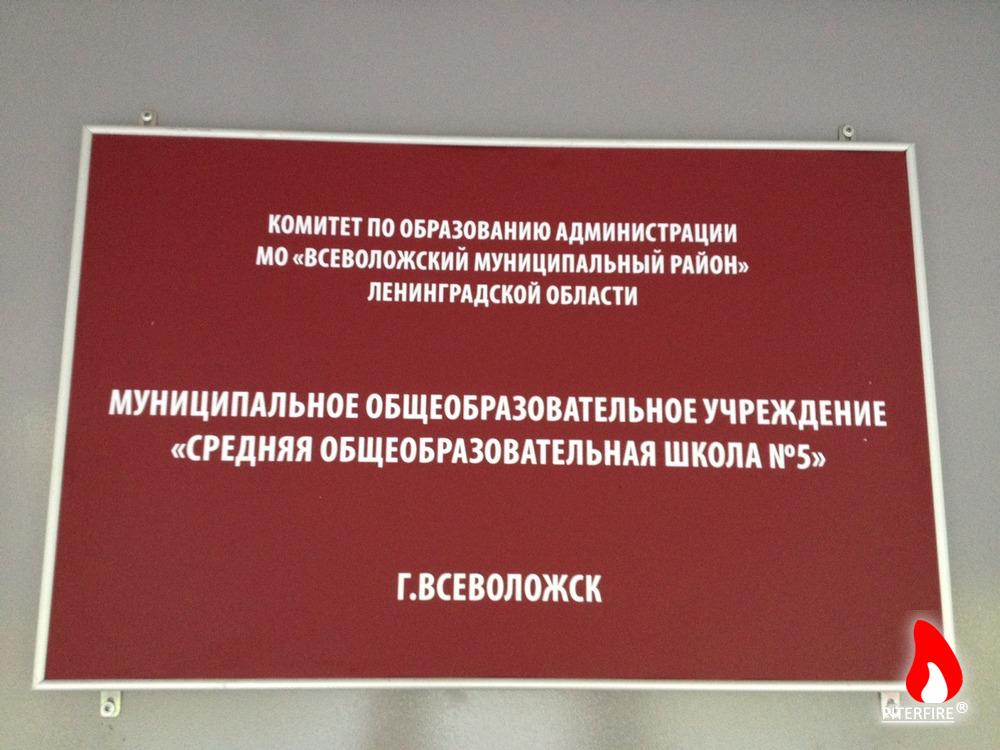 КОМИТЕТ ПО ОБРАЗОВАНИЮ АДМИНИСТРАЦИИ
МО «ВСЕВОЛОЖСКИЙ МУНИЦИПАЛЬНЫЙ РАЙОН»
ЛЕНИНГРАДСКОЙ ОБЛАСТИ
МУНИЦИПАЛЬНОЕ ОБЩЕОБРАЗОВАТЕЛЬНОЕ УЧРЕЖДЕНИЕ
«СРЕДНЯЯ ОБЩЕОБРАЗОВАТЕЛЬНАЯ ШКОЛА №5»
Г.ВСЕВОЛОЖСК
PITERFIRE®